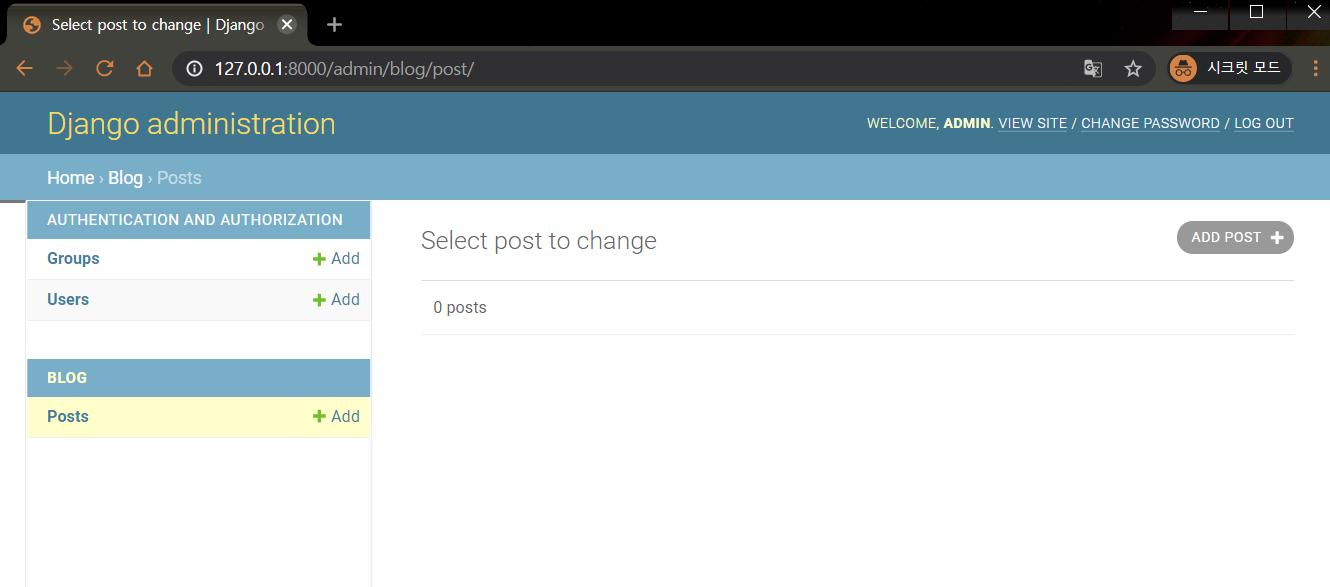 Select post to change | Django
127.0.0.1:8000/admin/blog/post/
시크릿 모드
Django administration
WELCOME, ADMIN. VIEW SITE / CHANGE PASSWORD / LOG OUT
Home › Blog › Posts
AUTHENTICATION AND AUTHORIZATION
Groups
Add
Users
Add
BLOG
Posts
Add
Select post to change
ADD POST
0 posts